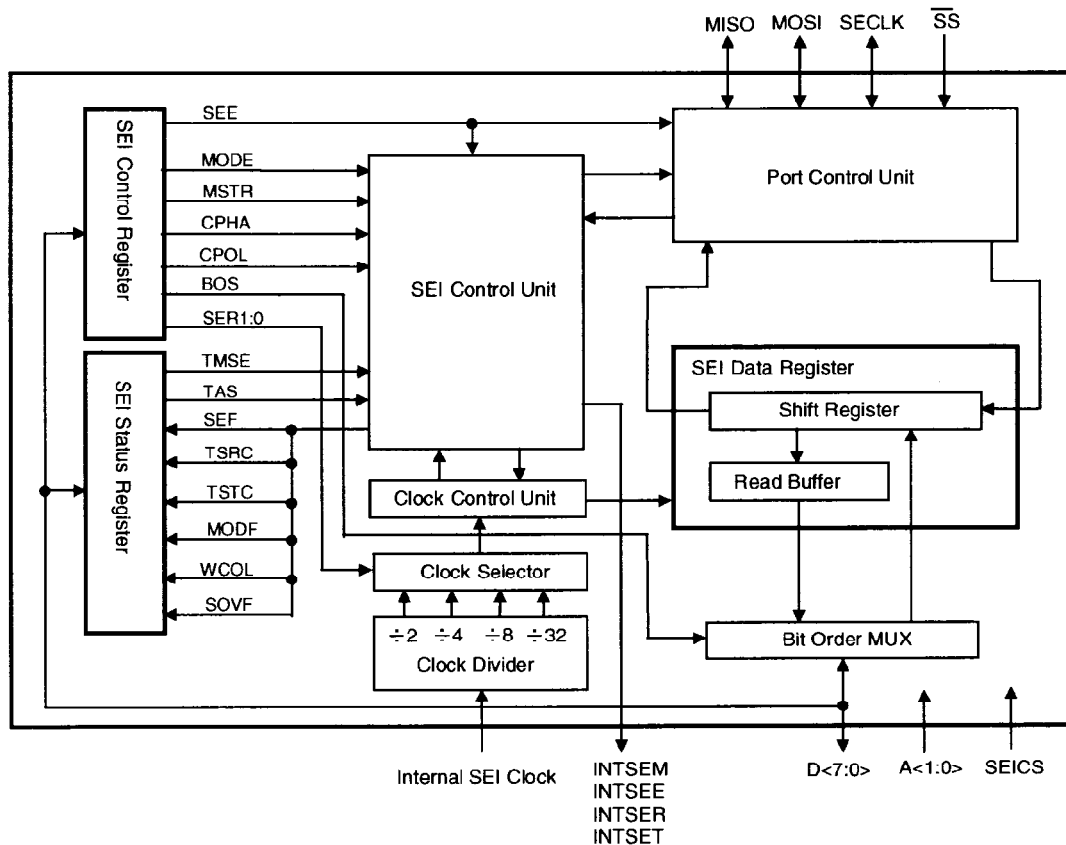 MISO MOSI SECLK SS
SEI Control Register
SEE
MODE
MSTR
CPHA
CPOL
BOS
SER1:0
SEI Control Unit
Port Control Unit
SEI Status Register
TMSE
TAS
SEF
TSRC
TSTC
MODF
WCOL
SOVF
SEI Data Register
Shift Register
Read Buffer
Clock Control Unit
Clock Selector
÷2 ÷4 ÷8 ÷32
Clock Divider
Bit Order MUX
Internal SEI Clock
INTSEM
INTSEE
INTSER
INTSET
D<7:0> A<1:0> SEICS